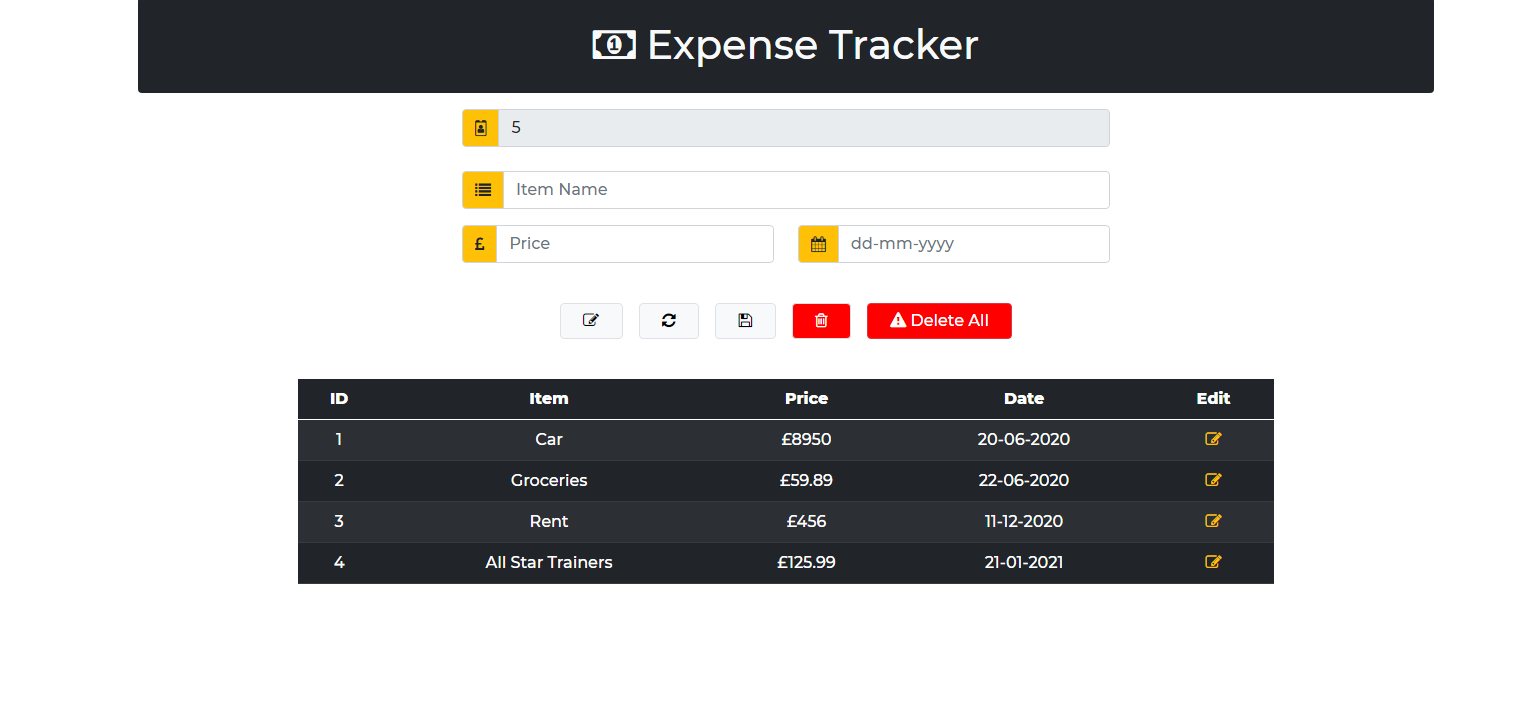 Expense Tracker
5
Item Name
£ Price dd-mm-yyyy
Delete All
ID Item Price Date Edit
1 Car £8950 20-06-2020
2 Groceries £59.89 22-06-2020
3 Rent £456 11-12-2020
4 All Star Trainers £125.99 21-01-2021